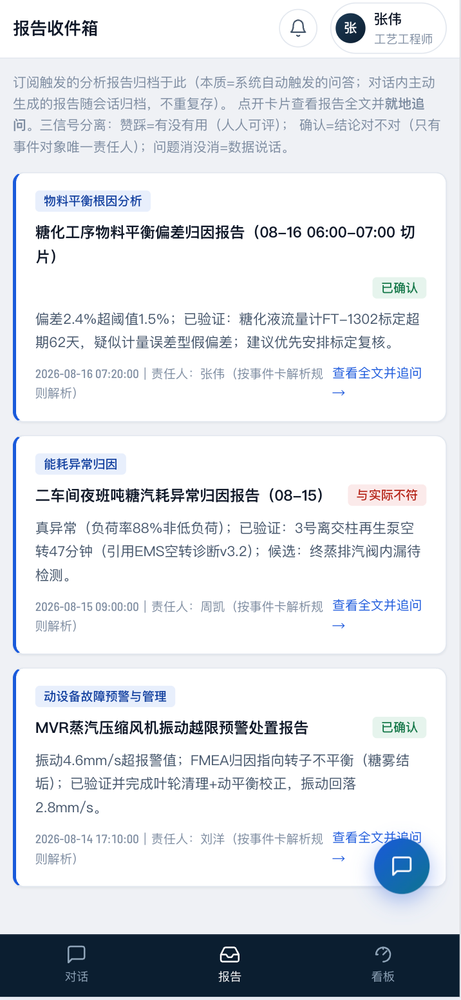 报告收件箱
张
张伟
工艺工程师
订阅触发的分析报告归档于此（本质=系统自动触发的问答；对话内主动
生成的报告随会话归档，不重复存）。 点开卡片查看报告全文并就地追
问。三信号分离：赞踩=有没有用（人人可评）； 确认=结论对不对（只有
事件对象唯一责任人）；问题消没消=数据说话。
物料平衡根因分析
糖化工序物料平衡偏差归因报告（08-16 06:00-07:00 切
片）
已确认
偏差2.4%超阈值1.5%；已验证：糖化液流量计FT-1302标定超
期62天，疑似计量误差型假偏差；建议优先安排标定复核。
2026-08-16 07:20:00 | 责任人：张伟（按事件卡解析规
则解析）
查看全文并追问
→
能耗异常归因
二车间夜班吨糖汽耗异常归因报告（08-15）
与实际不符
真异常（负荷率88%非低负荷）；已验证：3号离交柱再生泵空
转47分钟（引用EMS空转诊断v3.2）；候选：终蒸排汽阀内漏待
检测。
2026-08-15 09:00:00 | 责任人：周凯（按事件卡解析规
则解析）
查看全文并追问
→
动设备故障预警与管理
MVR蒸汽压缩风机振动越限预警处置报告
已确认
振动4.6mm/s超报警值；FMEA归因指向转子不平衡（糖雾结
垢）；已验证并完成叶轮清理+动平衡校正，振动回落
2.8mm/s。
2026-08-14 17:10:00 | 责任人：刘洋（按事件卡解析规
则解析）
查看全文并追问
→
对话
报告
看板